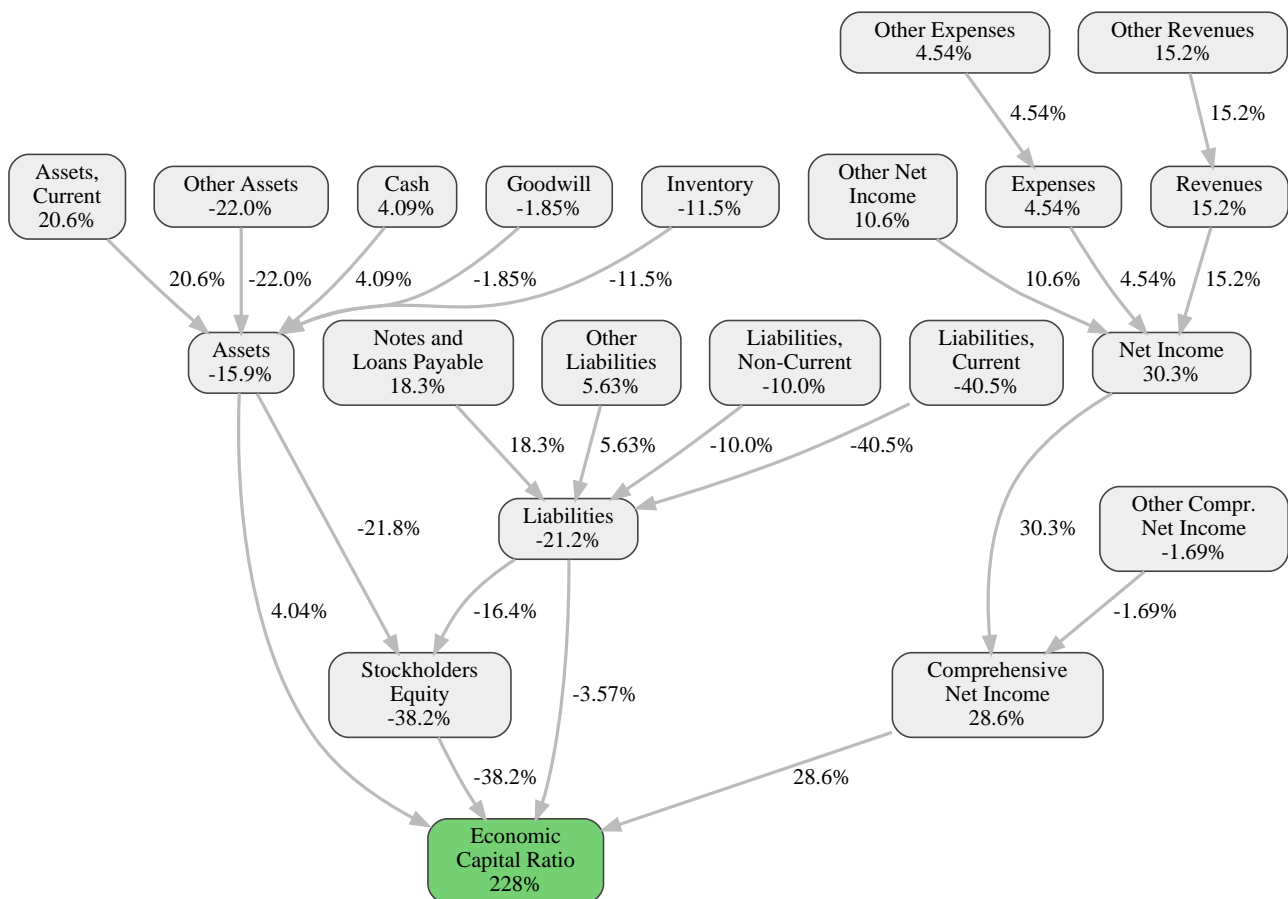 Other Expenses
4.54%
Other Revenues
15.2%
4.54%
15.2%
Assets,
Current
20.6%
Other Assets
-22.0%
Cash
4.09%
Goodwill
-1.85%
Inventory
-11.5%
Other Net
Income
10.6%
Expenses
4.54%
Revenues
15.2%
20.6%
-22.0%
4.09%
-1.85%
-11.5%
10.6%
4.54%
15.2%
Assets
-15.9%
Notes and
Loans Payable
18.3%
Other
Liabilities
5.63%
Liabilities,
Non-Current
-10.0%
Liabilities,
Current
-40.5%
Net Income
30.3%
18.3%
5.63%
-10.0%
-40.5%
-21.8%
Liabilities
-21.2%
30.3%
Other Compr.
Net Income
-1.69%
4.04%
-16.4%
-1.69%
Stockholders
Equity
-38.2%
-3.57%
Comprehensive
Net Income
28.6%
-38.2%
28.6%
Economic
Capital Ratio
228%